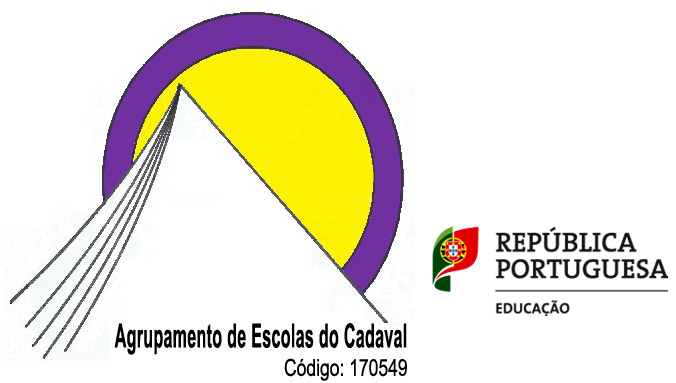 Agrupamento de Escolas do Cadaval
Código: 170549
REPÚBLICA
PORTUGUESA
EDUCAÇÃO